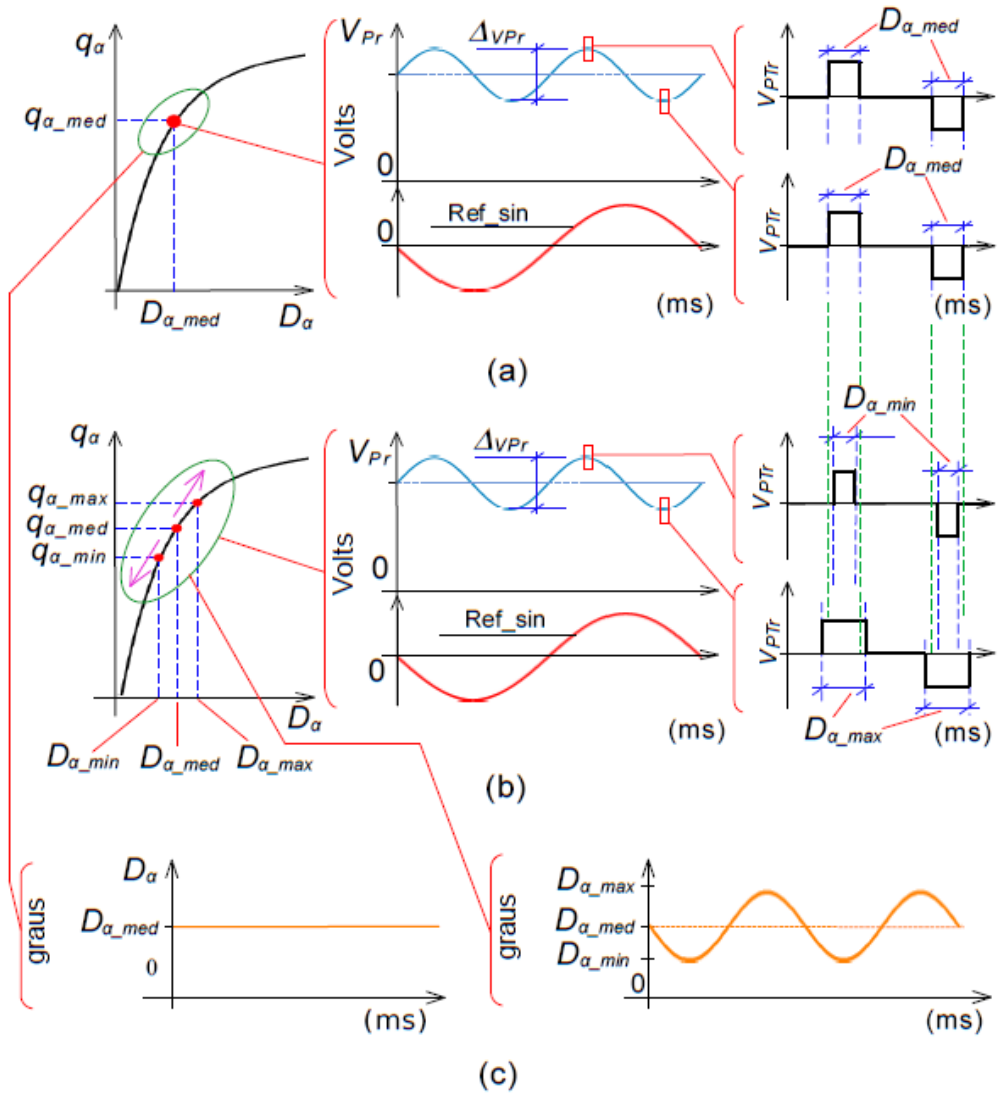 qα
qα_med
Dα_med
Dα
Volts
VPr
ΔVPr
0
Ref_sin
0
(ms)
VPTr
Dα_med
VPTr
Dα_med
(ms)
(a)
qα
qα_max
qα_med
qα_min
Dα
Dα_min
Dα_med
Dα_max
Volts
VPr
ΔVPr
0
Ref_sin
0
(ms)
VPTr
Dα_min
VPTr
Dα_max
(ms)
(b)
graus
Dα
Dα_med
0
(ms)
graus
Dα_max
Dα_med
Dα_min
0
(ms)
(c)